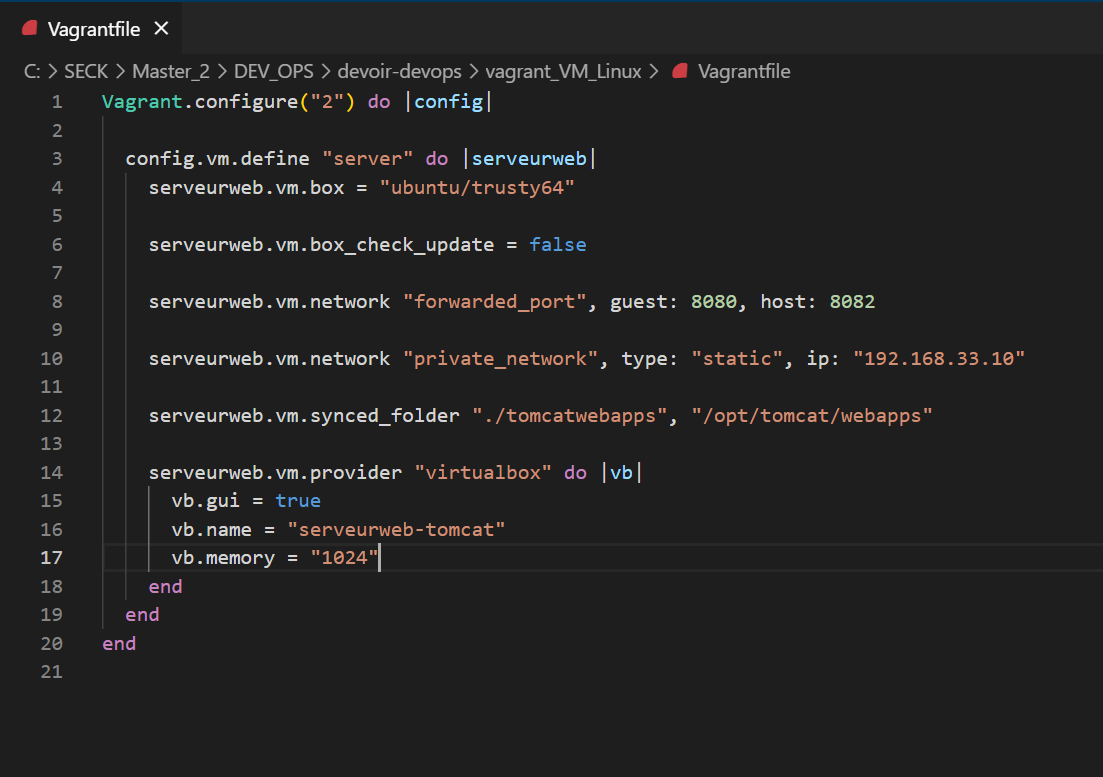 Vagrantfile
C: > SECK > Master_2 > DEV_OPS > devoir-devops > vagrant_VM_Linux > Vagrantfile
1 Vagrant.configure("2") do |config|
2
3   config.vm.define "server" do |serveurweb|
4     serveurweb.vm.box = "ubuntu/trusty64"
5
6     serveurweb.vm.box_check_update = false
7
8     serveurweb.vm.network "forwarded_port", guest: 8080, host: 8082
9
10     serveurweb.vm.network "private_network", type: "static", ip: "192.168.33.10"
11
12     serveurweb.vm.synced_folder "./tomcatwebapps", "/opt/tomcat/webapps"
13
14     serveurweb.vm.provider "virtualbox" do |vb|
15       vb.gui = true
16       vb.name = "serveurweb-tomcat"
17       vb.memory = "1024"
18     end
19   end
20 end
21